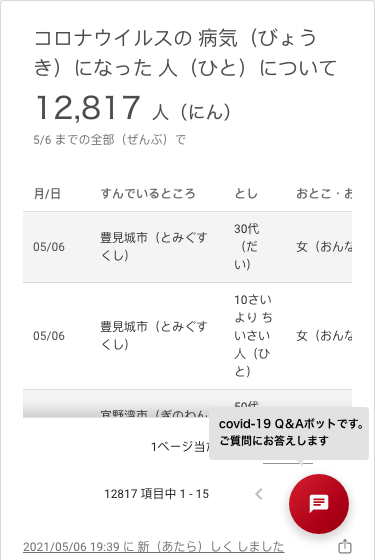 コロナウイルスの 病気（びょう
き）になった 人（ひと）について
12,817 人（にん）
5/6 までの全部（ぜんぶ）で
月/日 すんでいるところ とし おとこ・お
05/06 豊見城市（とみぐす
くし） 30代
（だ
い） 女（おんな
05/06 豊見城市（とみぐす
くし） 10さい
より ち
いさい
人（ひ
と） 女（おんな
宜野湾市（ぎのわん 50代
covid-19 Q＆Aボットです。
ご質問にお答えします
1ページ当
12817 項目中 1 - 15
2021/05/06 19:39 に 新（あたら）しく しました